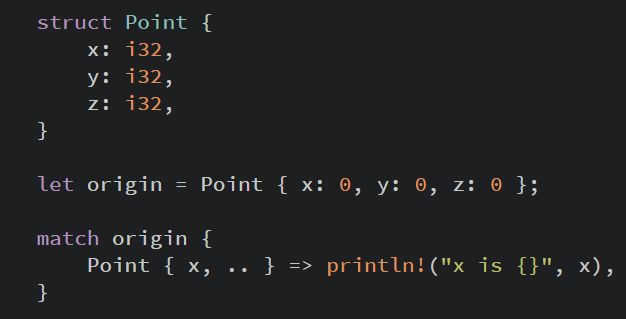 struct Point {
    x: i32,
    y: i32,
    z: i32,
}

let origin = Point { x: 0, y: 0, z: 0 };

match origin {
    Point { x, .. } => println!("x is {}", x),
}